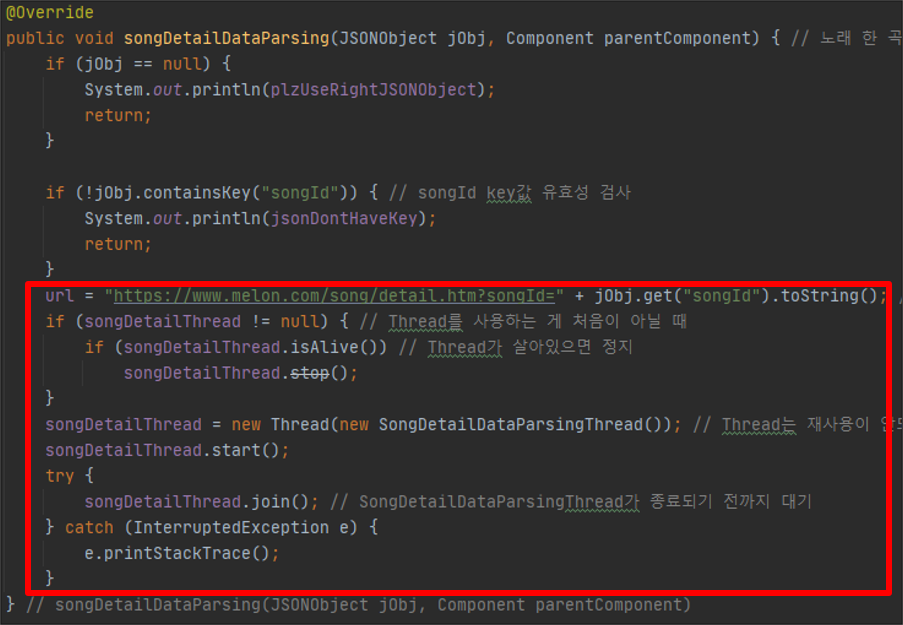 @Override
public void songDetailDataParsing(JSONObject jObj, Component parentComponent) { // 노래 한 곡
if (jObj == null) {
System.out.println(plzUseRightJSONObject);
return;
}
if (!jObj.containsKey("songId")) { // songId key값 유효성 검사
System.out.println(jsonDontHaveKey);
return;
}
url = "https://www.melon.com/song/detail.htm?songId=" + jObj.get("songId").toString(); /
if (songDetailThread != null) { // Thread를 사용하는 게 처음이 아닐 때
if (songDetailThread.isAlive()) // Thread가 살아있으면 정지
songDetailThread.stop();
}
songDetailThread = new Thread(new SongDetailDataParsingThread()); // Thread는 재사용이
songDetailThread.start();
try {
songDetailThread.join(); // SongDetailDataParsingThread가 종료되기 전까지 대기
} catch (InterruptedException e) {
e.printStackTrace();
}
} // songDetailDataParsing(JSONObject jObj, Component parentComponent)